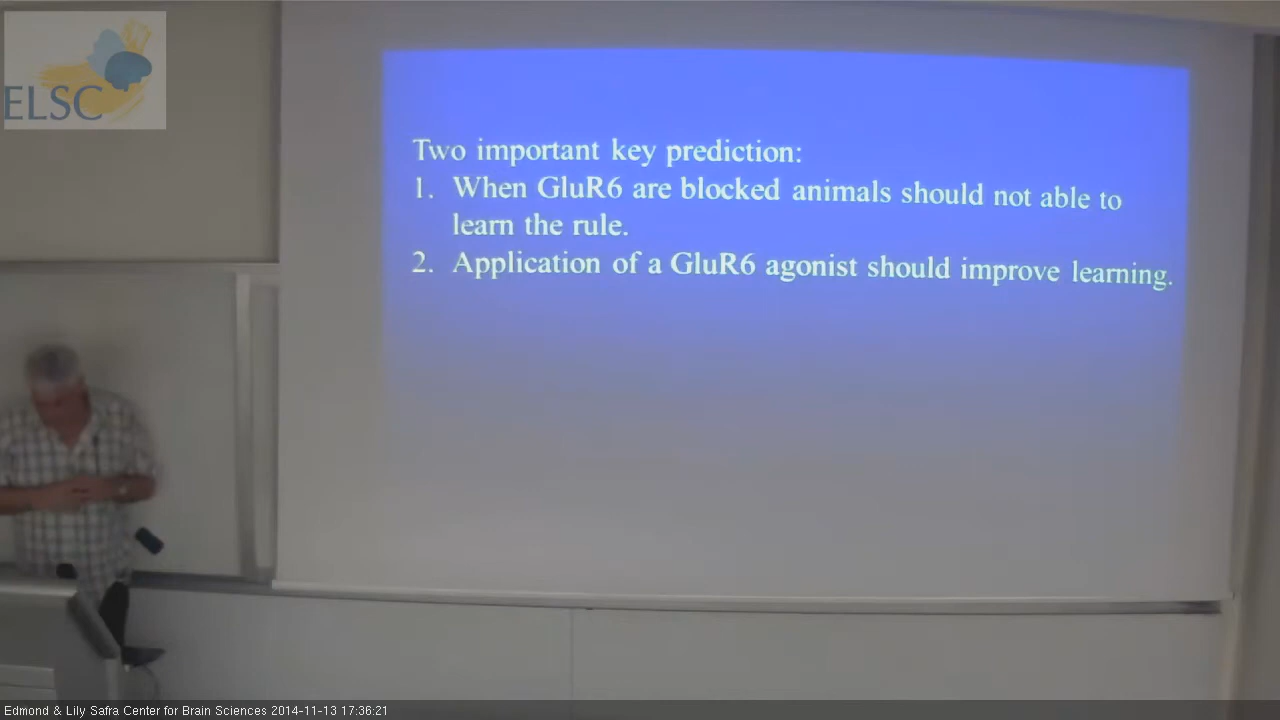 ELSC
Two important key prediction:
1. When GluR6 are blocked animals should not able to
learn the rule.
2. Application of a GluR6 agonist should improve learning.
Edmond & Lily Safra Center for Brain Sciences 2014-11-13 17:36:21